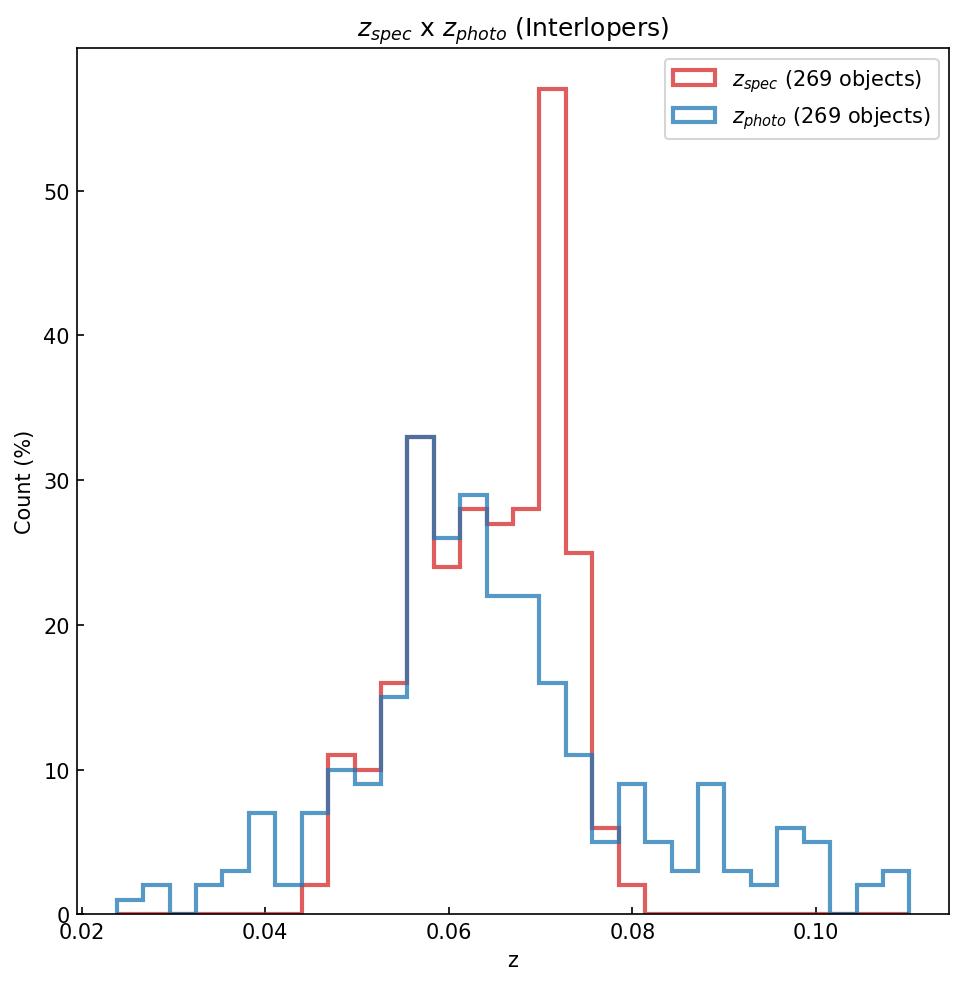 z_spec x z_photo (Interlopers)
z_spec (269 objects)
z_photo (269 objects)
Count (%)
50
40
30
20
10
0
0.02 0.04 0.06 0.08 0.10
z